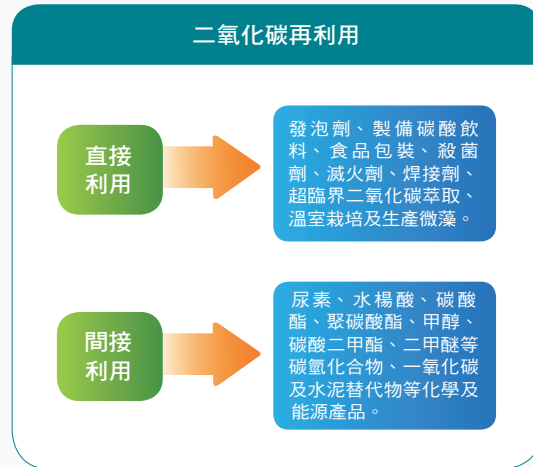 二氧化碳再利用
直接
利用
發泡劑、製備碳酸飲
料、食品包裝、殺菌
劑、滅火劑、焊接劑、
超臨界二氧化碳萃取、
溫室栽培及生產微藻。
間接
利用
尿素、水楊酸、碳酸
酯、聚碳酸酯、甲醇、
碳酸二甲酯、二甲醚等
碳氫化合物、一氧化碳
及水泥替代物等化學及
能源產品。